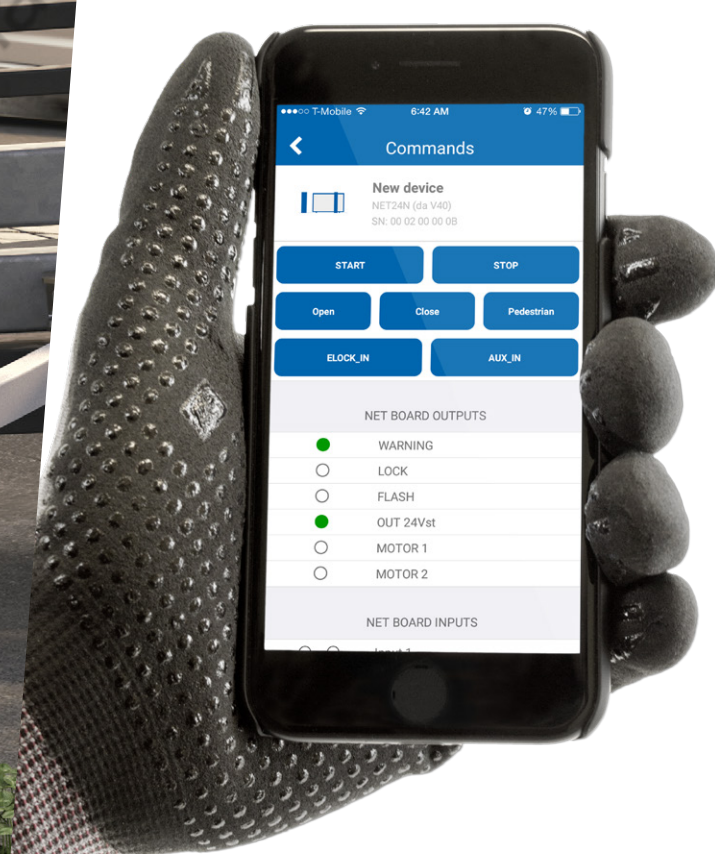 T-Mobile 6:42 AM 47%
Commands
New device
NET24N (da V40)
SN: 00 02 00 00 0B
START STOP
Open Close Pedestrian
ELOCK_IN AUX_IN
NET BOARD OUTPUTS
WARNING
LOCK
FLASH
OUT 24Vst
MOTOR 1
MOTOR 2
NET BOARD INPUTS